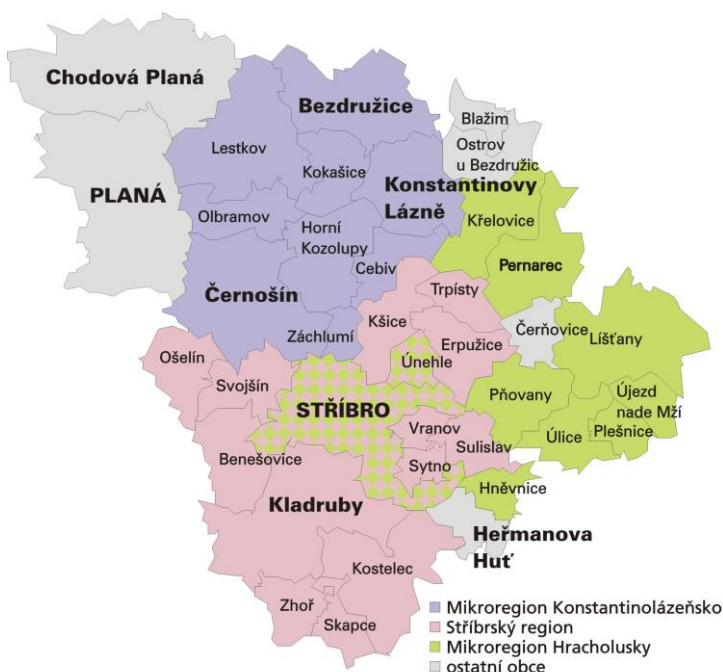 Chodová Planá
Bezdružice
Blažim
Ostrov
u Bezdružic
Lestkov
Kokašice
PLANÁ
Konstantinovy
Lázně
Olbramov
Horní
Kozolupy
Křelovice
Cebiv
Pernarec
Černošín
Trpísty
Záchlumí
Kšice
Čerňovice
Líšťany
Ošelín
Erpužice
Únehle
Svojšín
Pňovany
Újezd
nade Mží
STŘÍBRO
Vranov
Plešnice
Úlice
Sulislav
Benešovice
Sytno
Hněvnice
Kladruby
Heřmanova
Huť
Kostelec
Zhoř
Skapce
Mikroregion Konstantinolázeňsko
Stříbrský region
Mikroregion Hracholusky
ostatní obce